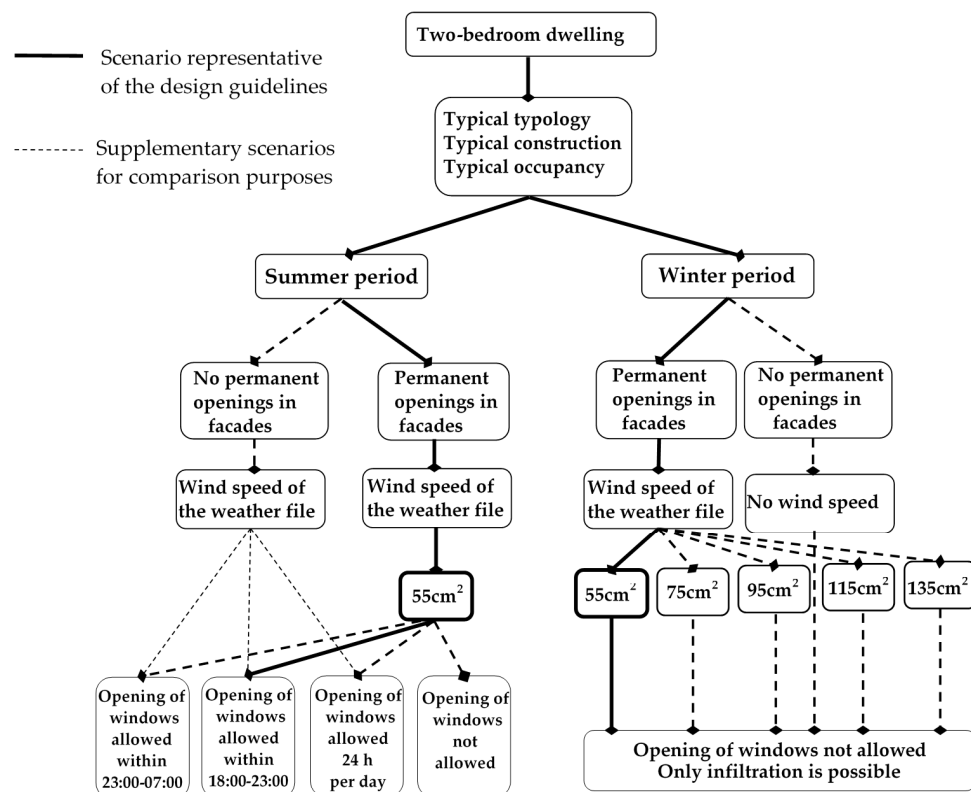 Two-bedroom dwelling
Scenario representative
of the design guidelines
Typical typology
Typical construction
Typical occupancy
Supplementary scenarios
for comparison purposes
Summer period
Winter period
No permanent
openings in
facades
Permanent
openings in
facades
Permanent
openings in
facades
No permanent
openings in
facades
Wind speed of
the weather file
Wind speed of
the weather file
Wind speed of
the weather file
No wind speed
55cm²
55cm²
75cm²
95cm²
115cm²
135cm²
Opening of
windows
allowed
within
23:00-07:00
Opening of
windows
allowed
within
18:00-23:00
Opening of
windows
allowed
24 h
per day
Opening of
windows
not
allowed
Opening of windows not allowed
Only infiltration is possible